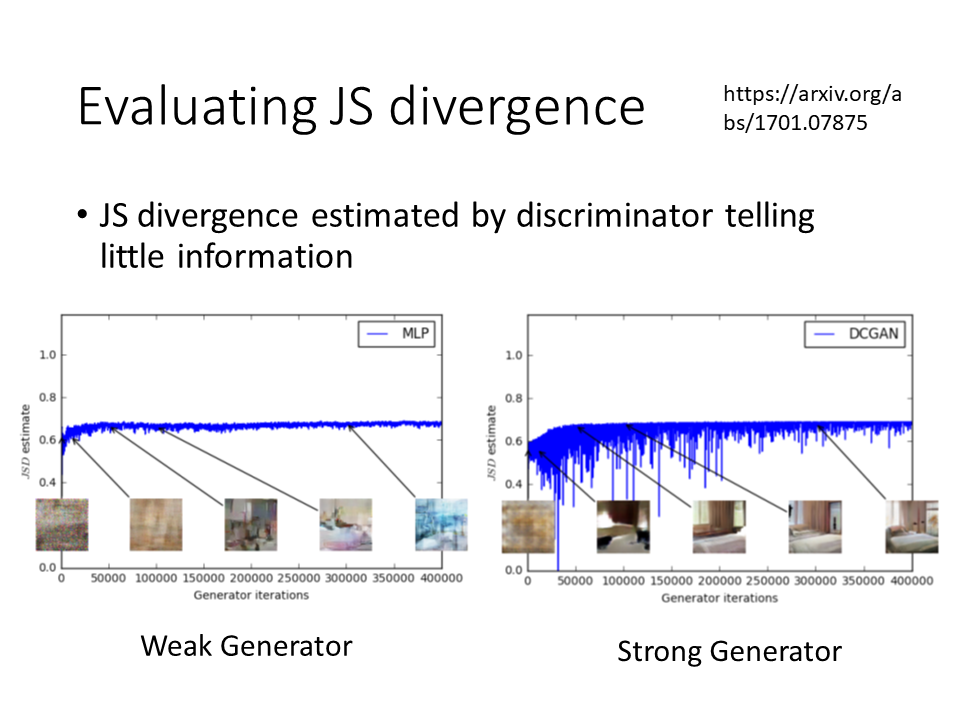 Evaluating JS divergence
https://arxiv.org/a
bs/1701.07875
• JS divergence estimated by discriminator telling
little information
MLP
1.0
0.8
0.6
0.4
0.0
JSD estimate
0 50000 100000 150000 200000 250000 300000 350000 400000
Generator iterations
Weak Generator
DCGAN
1.0
0.8
0.6
0.4
0.0
JSD estimate
0 50000 100000 150000 200000 250000 300000 350000 400000
Generator iterations
Strong Generator